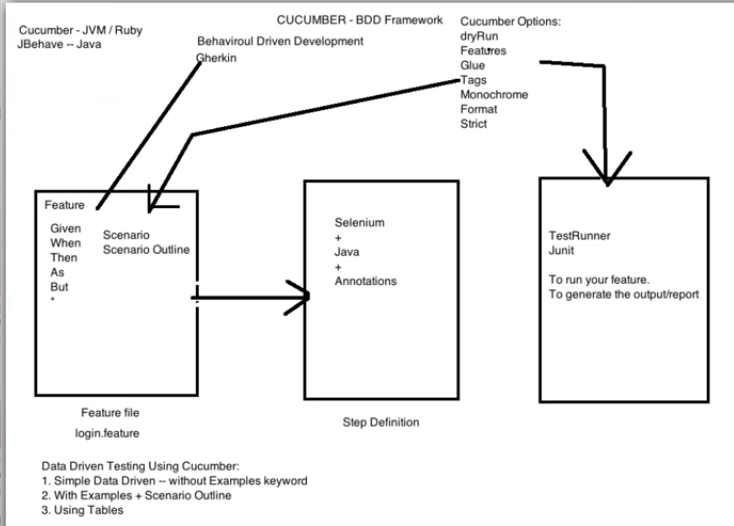 CUCUMBER - BDD Framework
Cucumber - JVM / Ruby
JBehave -- Java
Behaviroul Driven Development
Gherkin
Cucumber Options:
dryRun
Features
Glue
Tags
Monochrome
Format
Strict
Feature
Given
When
Then
As
But
*
Scenario
Scenario Outline
Feature file
login.feature
Selenium
+
Java
+
Annotations
Step Definition
TestRunner
Junit
To run your feature.
To generate the output/report
Data Driven Testing Using Cucumber:
1. Simple Data Driven -- without Examples keyword
2. With Examples + Scenario Outline
3. Using Tables